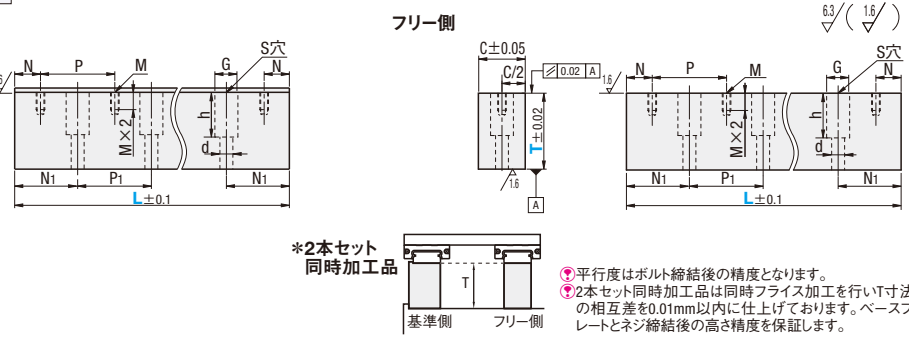 フリー側
6.3 ( 1.6 )
N P M G S穴 N
h
M×2
d
N1 P1 N1
L±0.1
C±0.05
C/2
// 0.02 A
T±0.02
1.6
A
1.6
N P M G S穴 N
h
M×2
d
N1 P1 N1
L±0.1
*2本セット
同時加工品
T
基準側 フリー側
平行度はボルト締結後の精度となります。
2本セット同時加工品は同時フライス加工を行いT寸法
の相互差を0.01mm以内に仕上げております。ベースプ
レートとネジ締結後の高さ精度を保証します。